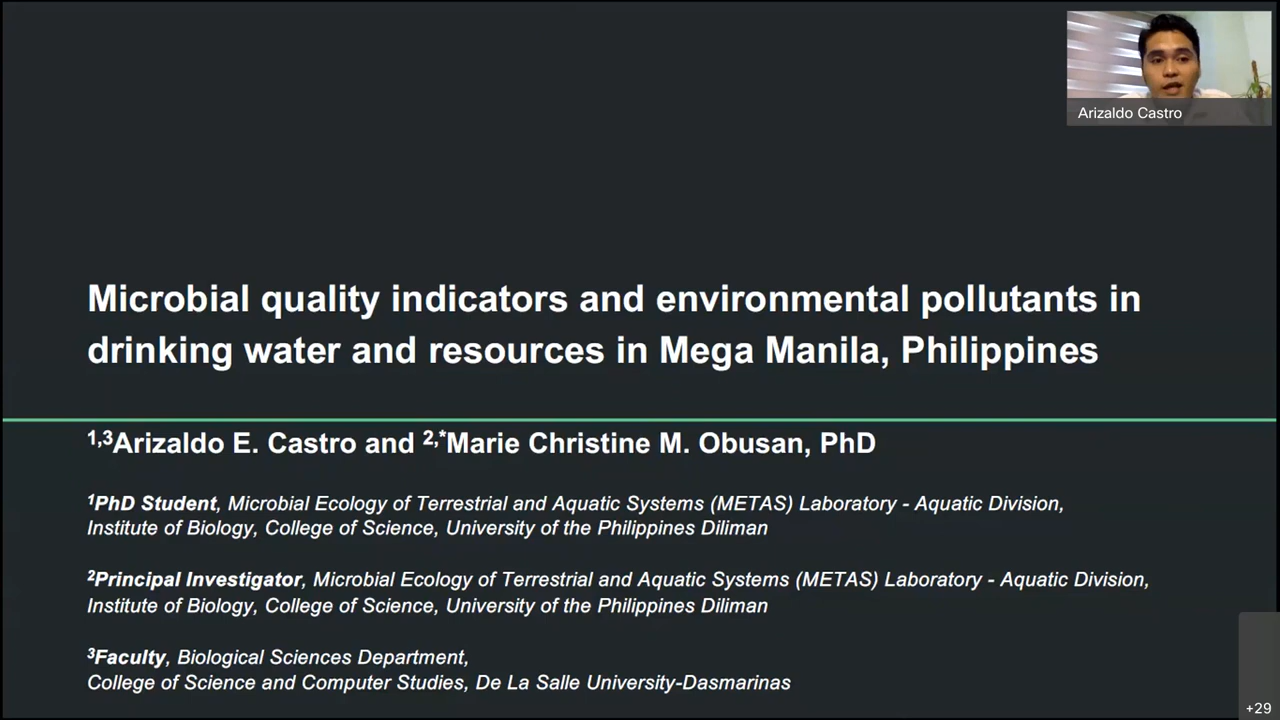 Arizaldo Castro
Microbial quality indicators and environmental pollutants in
drinking water and resources in Mega Manila, Philippines
1,3Arizaldo E. Castro and 2,*Marie Christine M. Obusan, PhD
1PhD Student, Microbial Ecology of Terrestrial and Aquatic Systems (METAS) Laboratory - Aquatic Division,
Institute of Biology, College of Science, University of the Philippines Diliman
2Principal Investigator, Microbial Ecology of Terrestrial and Aquatic Systems (METAS) Laboratory - Aquatic Division,
Institute of Biology, College of Science, University of the Philippines Diliman
3Faculty, Biological Sciences Department,
College of Science and Computer Studies, De La Salle University-Dasmarinas
+29